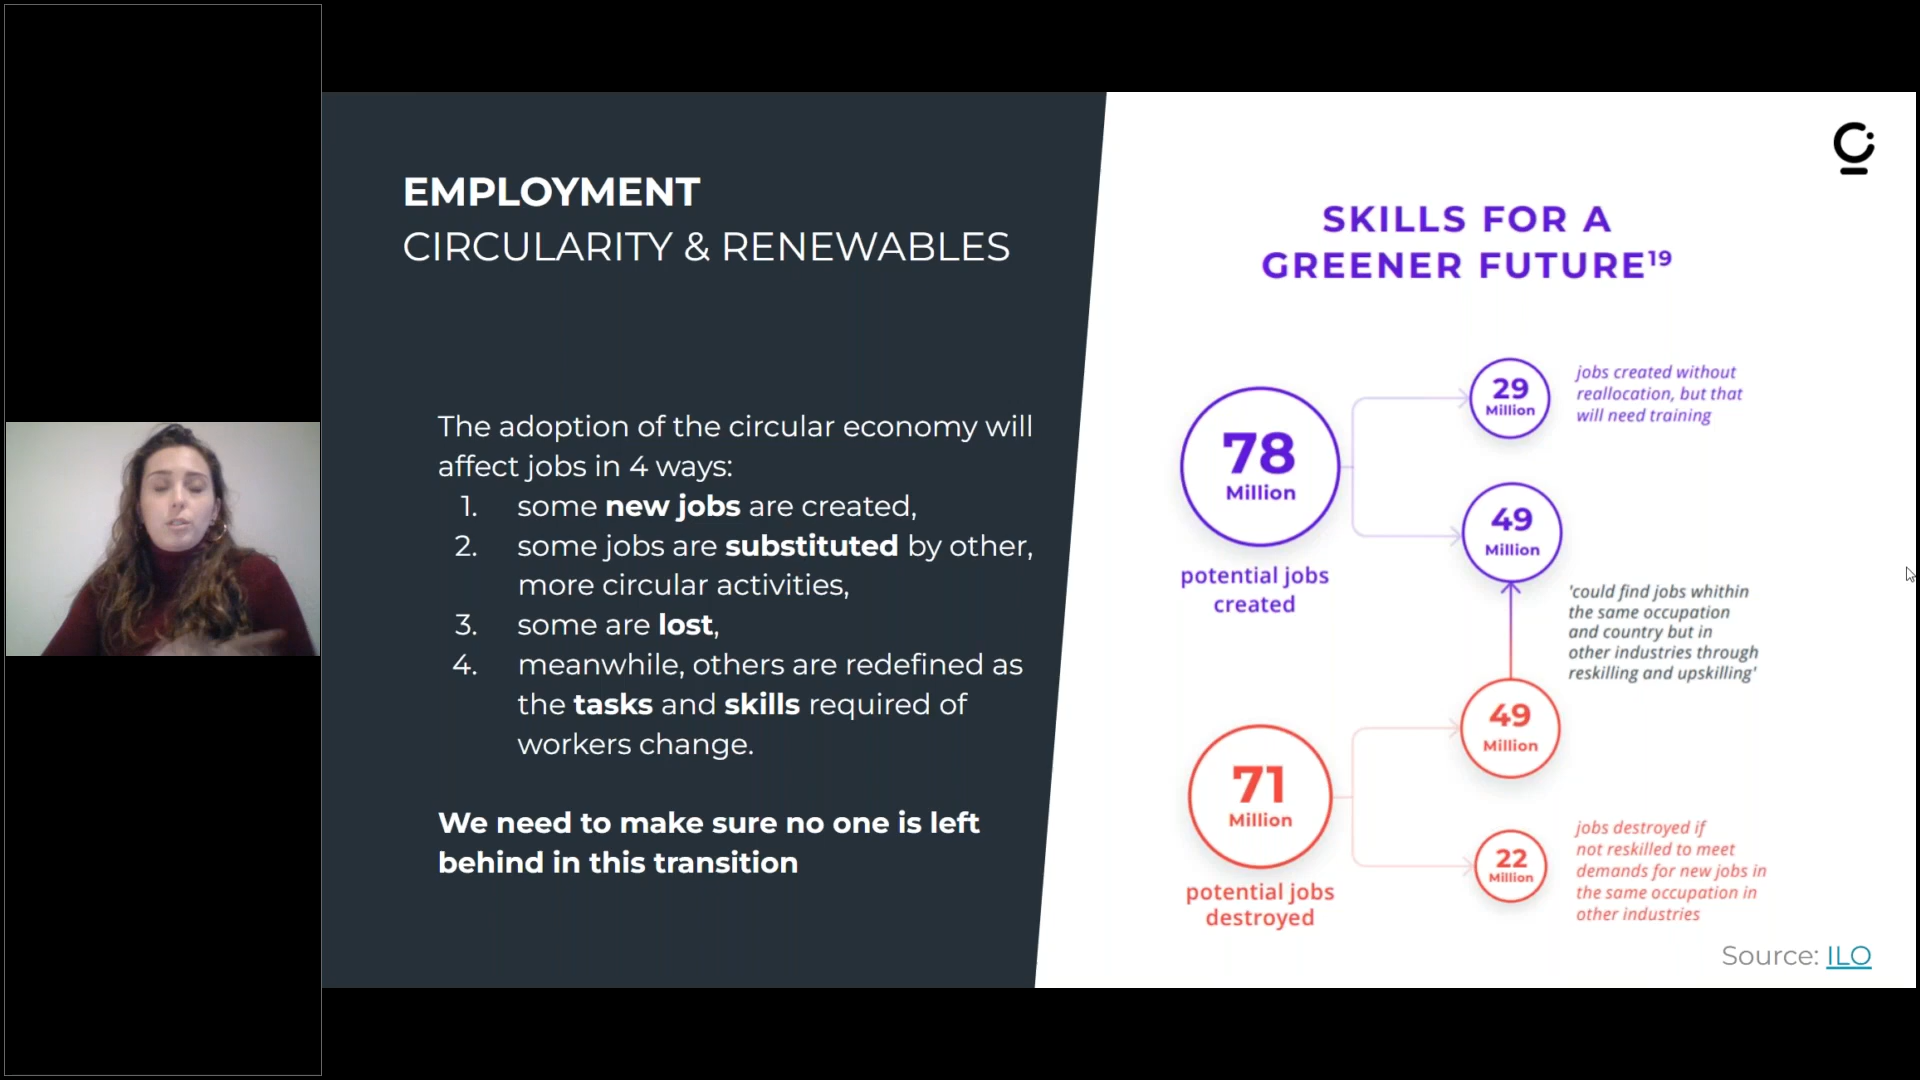 EMPLOYMENT
CIRCULARITY & RENEWABLES
The adoption of the circular economy will
affect jobs in 4 ways:
1. some new jobs are created,
2. some jobs are substituted by other,
more circular activities,
3. some are lost,
4. meanwhile, others are redefined as
the tasks and skills required of
workers change.
We need to make sure no one is left
behind in this transition
SKILLS FOR A
GREENER FUTURE¹⁹
78
Million
potential jobs
created
29
Million
jobs created without
reallocation, but that
will need training
49
Million
'could find jobs whithin
the same occupation
and country but in
other industries through
reskilling and upskilling'
71
Million
potential jobs
destroyed
49
Million
22
Million
jobs destroyed if
not reskilled to meet
demands for new jobs in
the same occupation in
other industries
Source: ILO